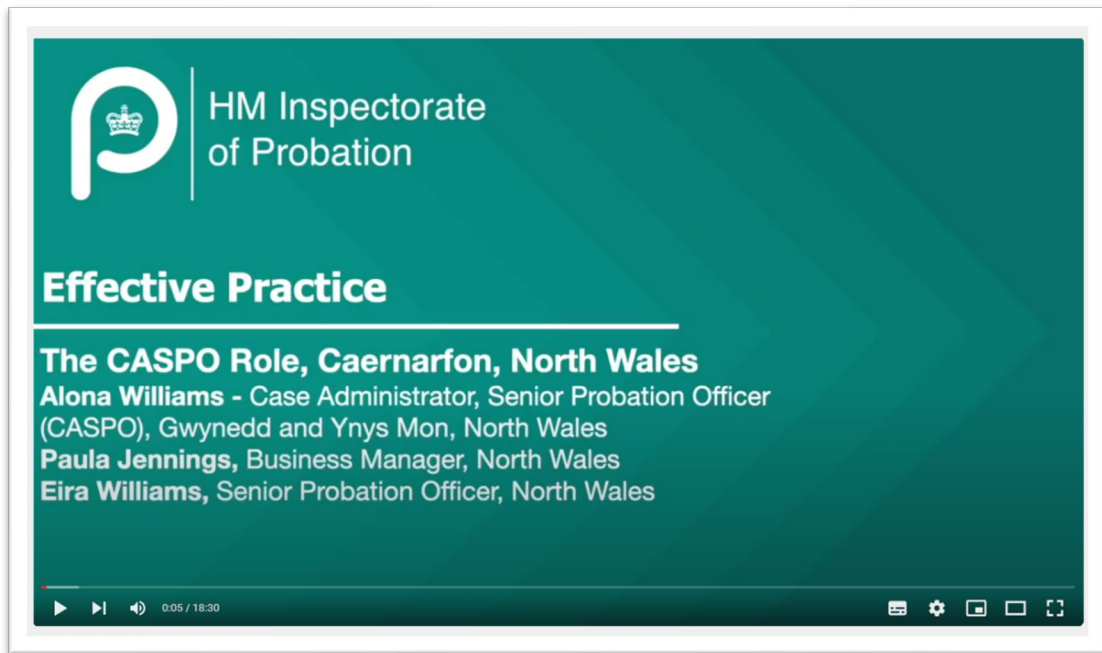 HM Inspectorate
of Probation
Effective Practice
The CASPO Role, Caernarfon, North Wales
Alona Williams - Case Administrator, Senior Probation Officer
(CASPO), Gwynedd and Ynys Mon, North Wales
Paula Jennings, Business Manager, North Wales
Eira Williams, Senior Probation Officer, North Wales
0:05 / 18:30